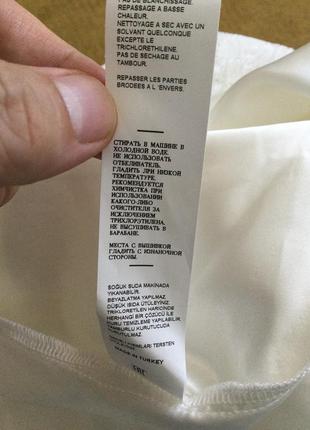 PAS DE BLANCHISSAGE.
REPASSAGE A BASSE
CHALEUR.
NETTOYAGE A SEC AVEC UN
SOLVANT QUELCONQUE
EXCEPTE LE
TRICHLORETHILENE.
PAS DE SECHAGE AU
TAMBOUR.
REPASSER LES PARTIES
BRODEES A L'ENVERS.
СТИРАТЬ В МАШИНЕ В
ХОЛОДНОЙ ВОДЕ.
НЕ ИСПОЛЬЗОВАТЬ
ОТБЕЛИВАТЕЛЬ.
ГЛАДИТЬ ПРИ НИЗКОЙ
ТЕМПЕРАТУРЕ.
РЕКОМЕНДУЕТСЯ
ХИМЧИСТКА ПРИ
ИСПОЛЬЗОВАНИИ
КАКОГО-ЛИБО
ОЧИСТИТЕЛЯ ЗА
ИСКЛЮЧЕНИЕМ
ТРИХЛОРЭТИЛЕНА.
НЕ ВЫСУШИВАТЬ В
БАРАБАНЕ.
МЕСТА С ВЫШИВКОЙ
ГЛАДИТЬ С ИЗНАНОЧНОЙ
СТОРОНЫ.
SOĞUK SUDA MAKİNADA
YIKANABİLİR.
BEYAZLATMA YAPILMAZ.
DÜŞÜK ISIDA ÜTÜLEYİNİZ.
TRİKLORETİLEN HARİCİNDE
HERHANGİ BİR ÇÖZÜCÜ İLE
KURU TEMİZLEME YAPILABİLİR.
TAMBURLU KURUTUCUDA
KURUTULMAZ.
KISIMLARI TERSTEN
MADE IN TURKEY
EAC